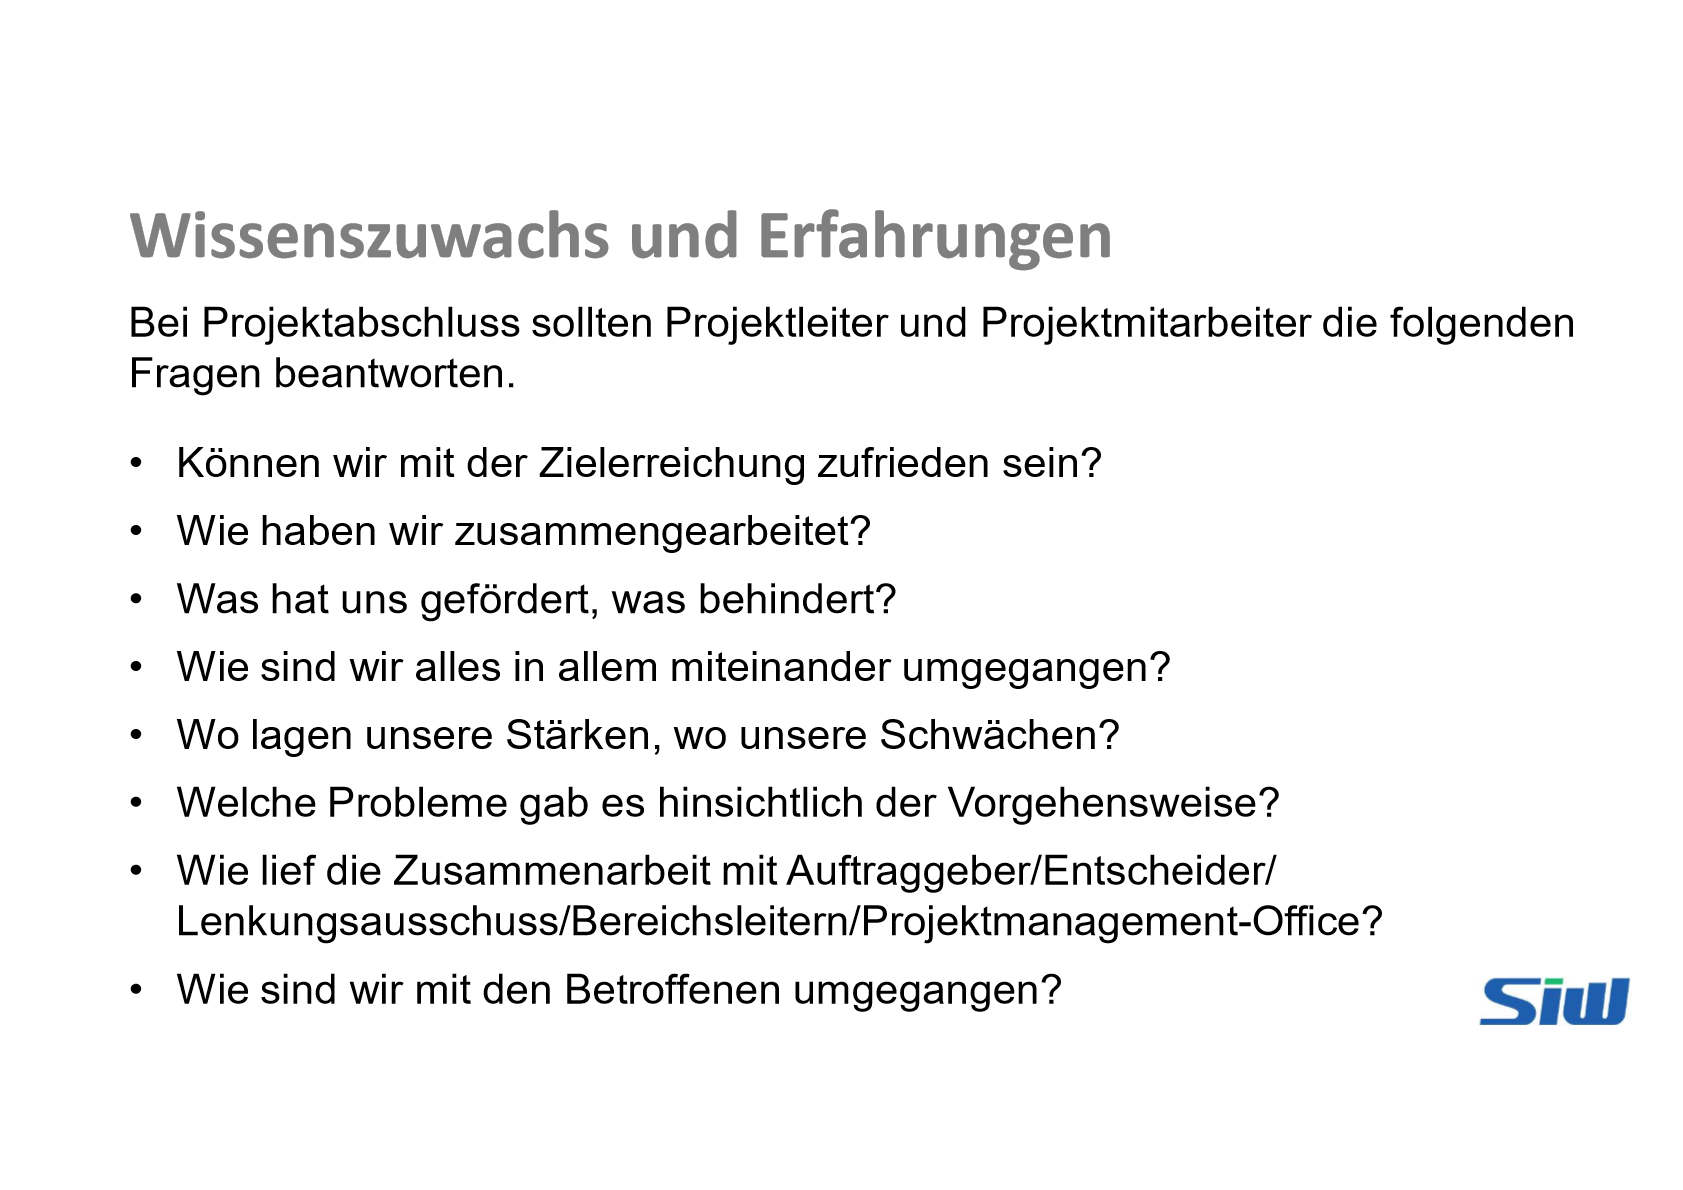 Wissenszuwachs und Erfahrungen
Bei Projektabschluss sollten Projektleiter und Projektmitarbeiter die folgenden
Fragen beantworten.
• Können wir mit der Zielerreichung zufrieden sein?
• Wie haben wir zusammengearbeitet?
• Was hat uns gefördert, was behindert?
• Wie sind wir alles in allem miteinander umgegangen?
• Wo lagen unsere Stärken, wo unsere Schwächen?
• Welche Probleme gab es hinsichtlich der Vorgehensweise?
• Wie lief die Zusammenarbeit mit Auftraggeber/Entscheider/
Lenkungsausschuss/Bereichsleitern/Projektmanagement-Office?
• Wie sind wir mit den Betroffenen umgegangen?
Siw